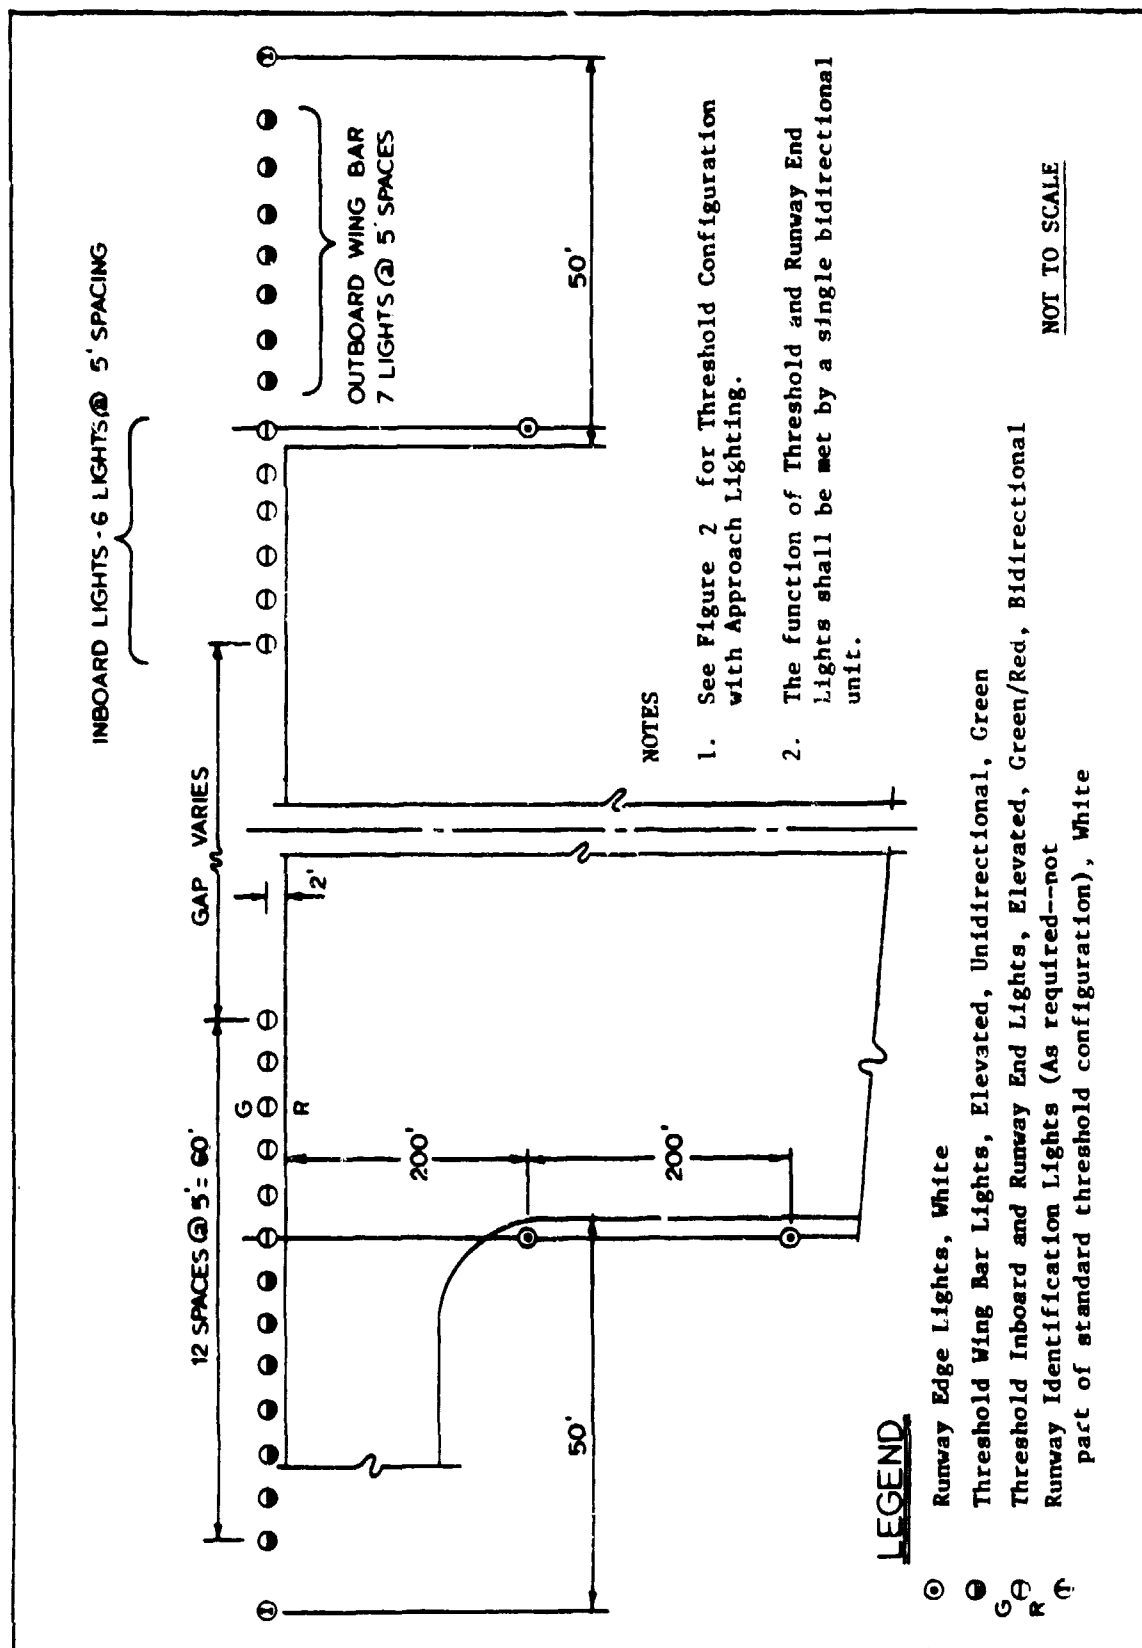 INBOARD LIGHTS - 6 LIGHTS @ 5' SPACING
GAP VARIES
12 SPACES @ 5' = 60'
G
R
2'
OUTBOARD WING BAR
7 LIGHTS @ 5' SPACES
200'
200'
50'
50'
NOTES
1. See Figure 2 for Threshold Configuration
with Approach Lighting.
2. The function of Threshold and Runway End
Lights shall be met by a single bidirectional
unit.
LEGEND
Runway Edge Lights, White
Threshold Wing Bar Lights, Elevated, Unidirectional, Green
G
R
Threshold Inboard and Runway End Lights, Elevated, Green/Red, Bidirectional
Runway Identification Lights (As required--not
part of standard threshold configuration), White
NOT TO SCALE